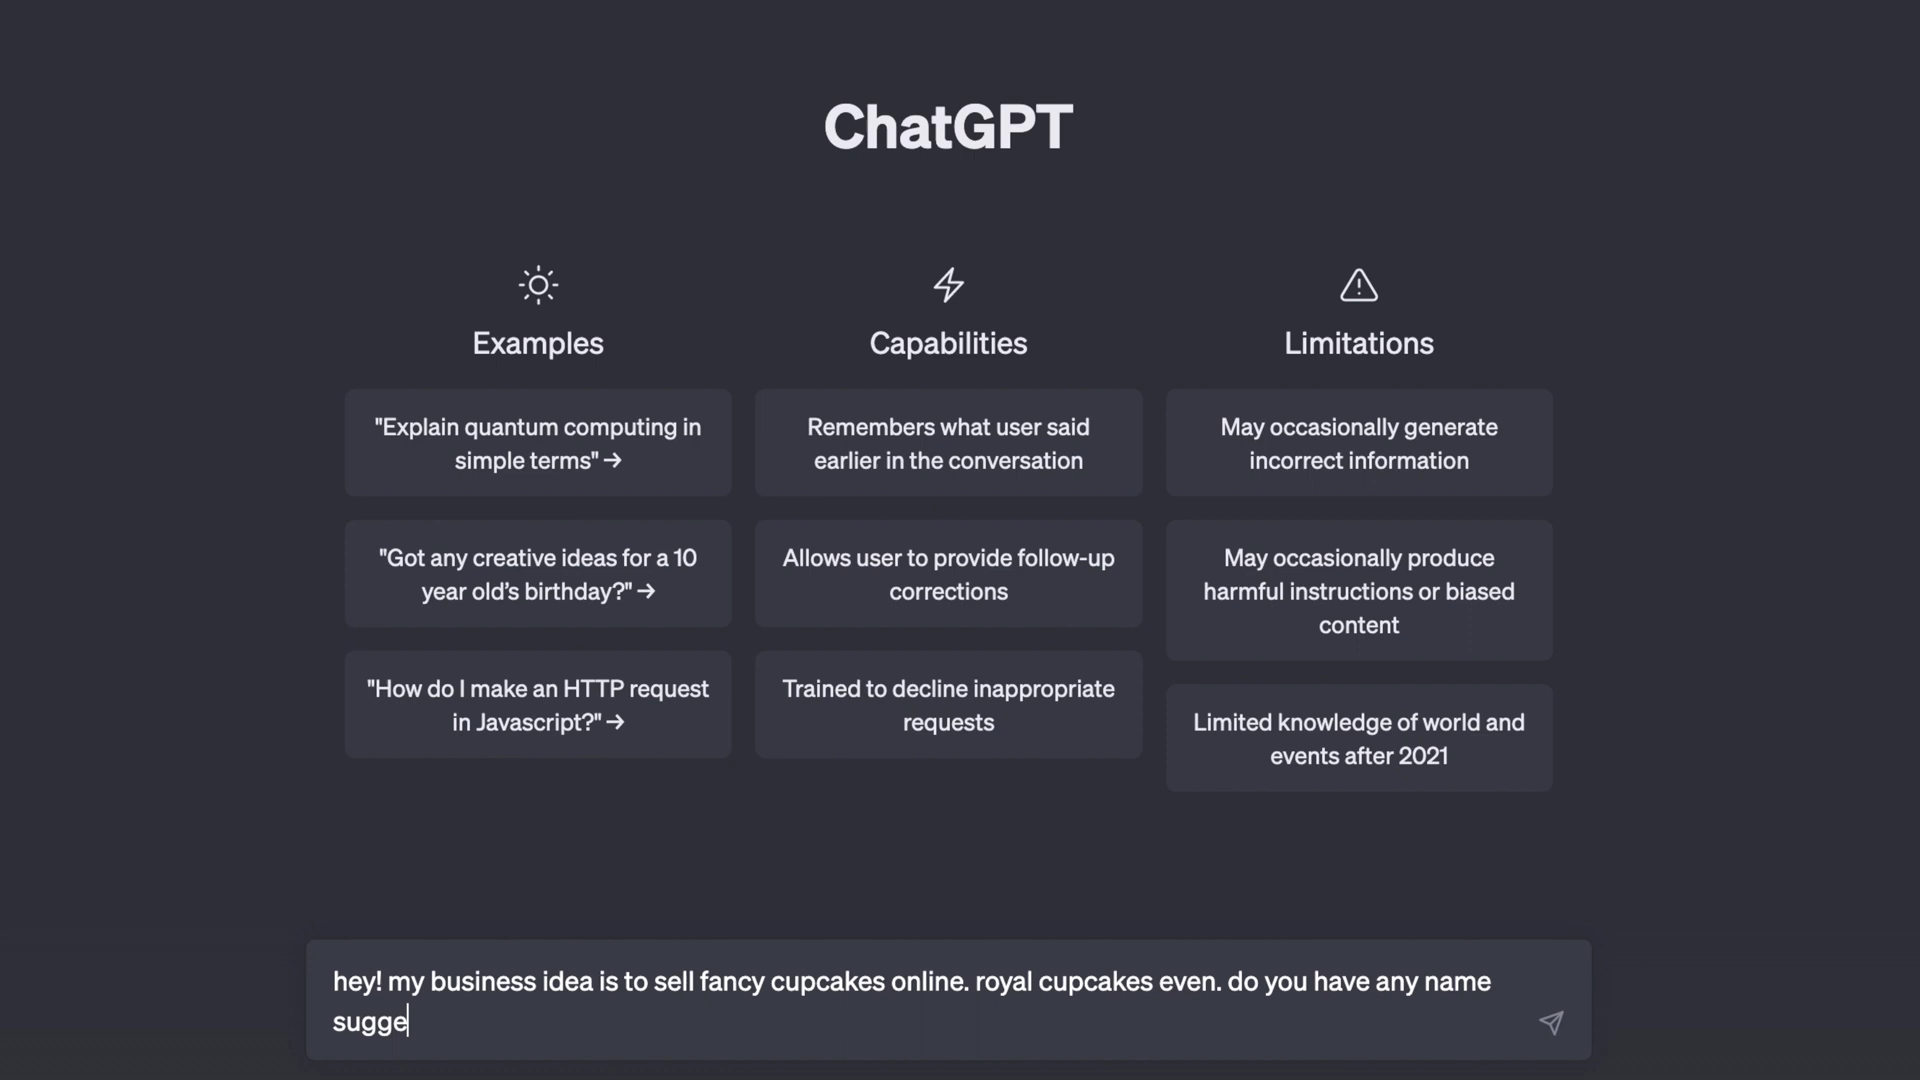 ChatGPT
Examples
"Explain quantum computing in
simple terms" →
"Got any creative ideas for a 10
year old’s birthday?" →
"How do I make an HTTP request
in Javascript?" →
Capabilities
Remembers what user said
earlier in the conversation
Allows user to provide follow-up
corrections
Trained to decline inappropriate
requests
Limitations
May occasionally generate
incorrect information
May occasionally produce
harmful instructions or biased
content
Limited knowledge of world and
events after 2021
hey! my business idea is to sell fancy cupcakes online. royal cupcakes even. do you have any name
sugge